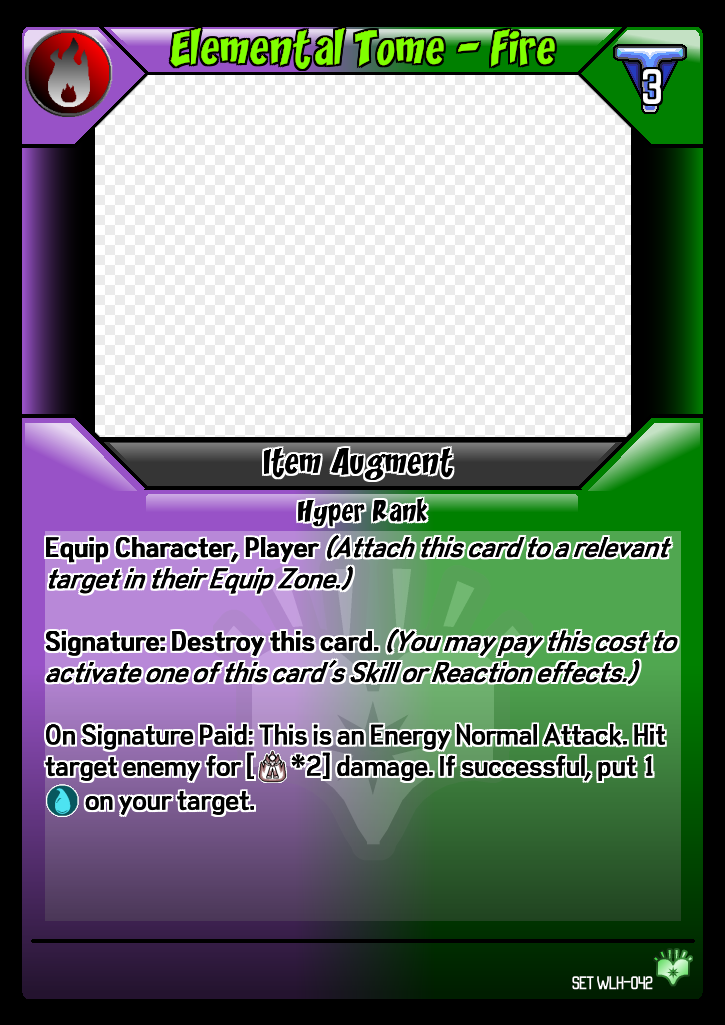 Elemental Tome - Fire
3
Item Augment
Hyper Rank
Equip Character, Player (Attach this card to a relevant
target in their Equip Zone.)
Signature: Destroy this card. (You may pay this cost to
activate one of this card's Skill or Reaction effects.)
On Signature Paid: This is an Energy Normal Attack. Hit
target enemy for [ *2] damage. If successful, put 1
on your target.
SET WLH-042